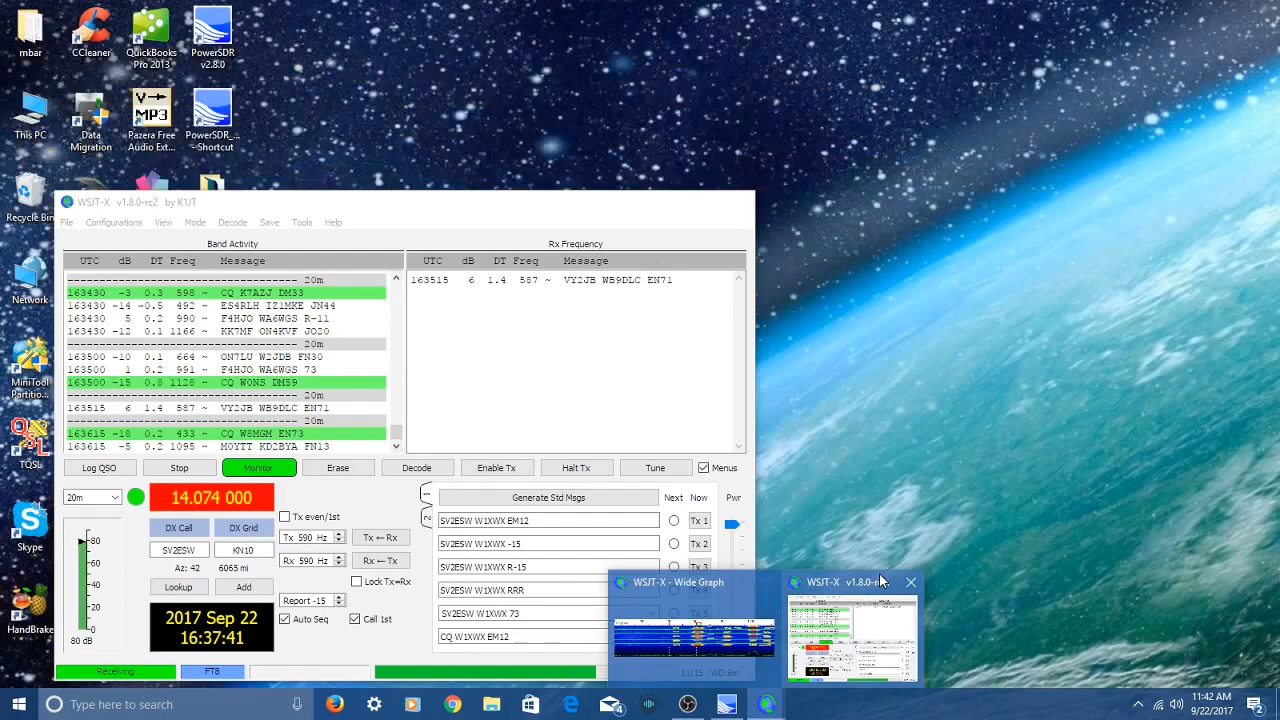 mbar
CCleaner
QuickBooks
Pro 2013
PowerSDR
v2.8.0
This PC
Data
Migration
V
MP3
Pazera Free
Audio Ext...
PowerSDR_...
- Shortcut
Recycle Bin
Network
MiniTool
Partitio...
QSL
TQSL
Skype
HandBrake
WSJT-X v1.8.0-rc2 by K1JT
File Configurations View Mode Decode Save Tools Help
Band Activity
UTC dB DT Freq Message
------------------------------------ 20m
163430 -3 0.3 598 ~ CQ K7AZJ DM33
163430 -14 -0.5 492 ~ ES4RLH IZ1MKE JN44
163430 5 0.2 990 ~ F4HJO WA6WGS R-11
163430 -12 0.1 1166 ~ KK7MF ON4KVF JO20
------------------------------------ 20m
163500 -10 0.1 664 ~ ON7LU W2JDB FN30
163500 1 0.2 991 ~ F4HJO WA6WGS 73
163500 -15 0.8 1128 ~ CQ W0NS DM59
------------------------------------ 20m
163515 6 1.4 587 ~ VY2JB WB9DLC EN71
------------------------------------ 20m
163615 -18 0.2 433 ~ CQ W8MGM EN73
163615 -5 0.2 1095 ~ M0YTT KD2BYA FN13
Rx Frequency
UTC dB DT Freq Message
163515 6 1.4 587 ~ VY2JB WB9DLC EN71
Log QSO Stop Monitor Erase Decode Enable Tx Halt Tx Tune Menus
20m
14.074 000
DX Call DX Grid
SV2ESW KN10
Az: 42 6065 mi
Lookup Add
2017 Sep 22
16:37:41
80
60
40
20
0
80 dB
Tx even/1st
Tx 590 Hz Tx ← Rx
Rx 590 Hz Rx ← Tx
Lock Tx=Rx
Report -15
Auto Seq Call 1st
1
2
Generate Std Msgs Next Now Pwr
SV2ESW W1XWX EM12 Tx 1
SV2ESW W1XWX -15 Tx 2
SV2ESW W1XWX R-15 Tx 3
SV2ESW W1XWX RRR
SV2ESW W1XWX 73
CQ W1XWX EM12
Receiving FT8 11/15 WD:6m
WSJT-X - Wide Graph
WSJT-X v1.8.0-r
Type here to search
4
11:42 AM
9/22/2017
2